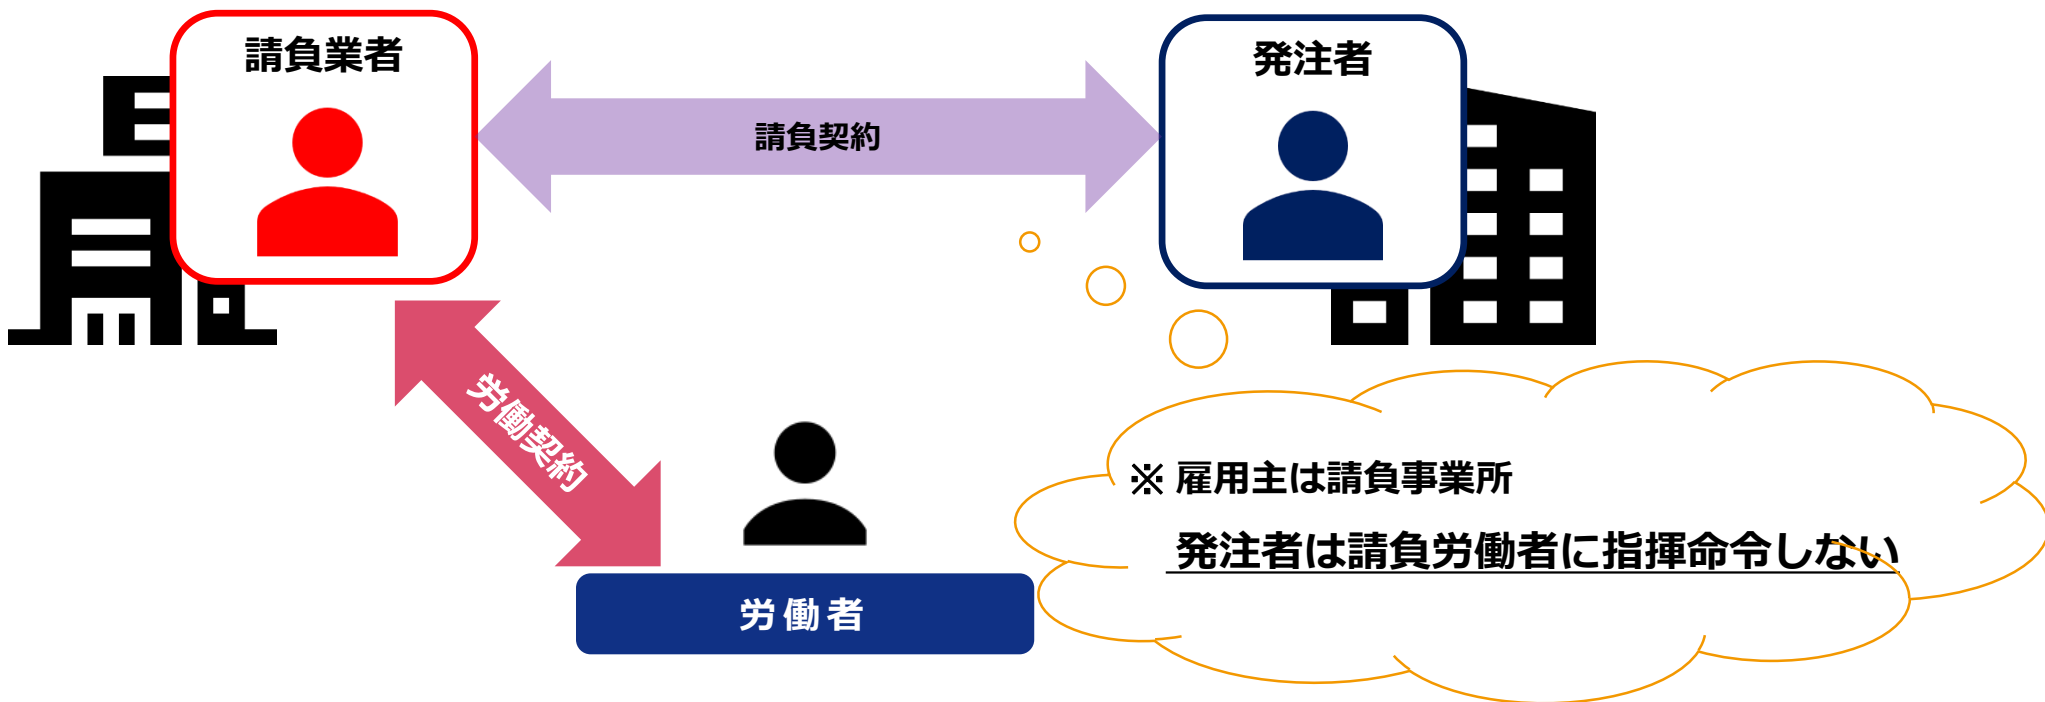 請負業者
発注者
請負契約
労働契約
※ 雇用主は請負事業所
発注者は請負労働者に指揮命令しない
労働者